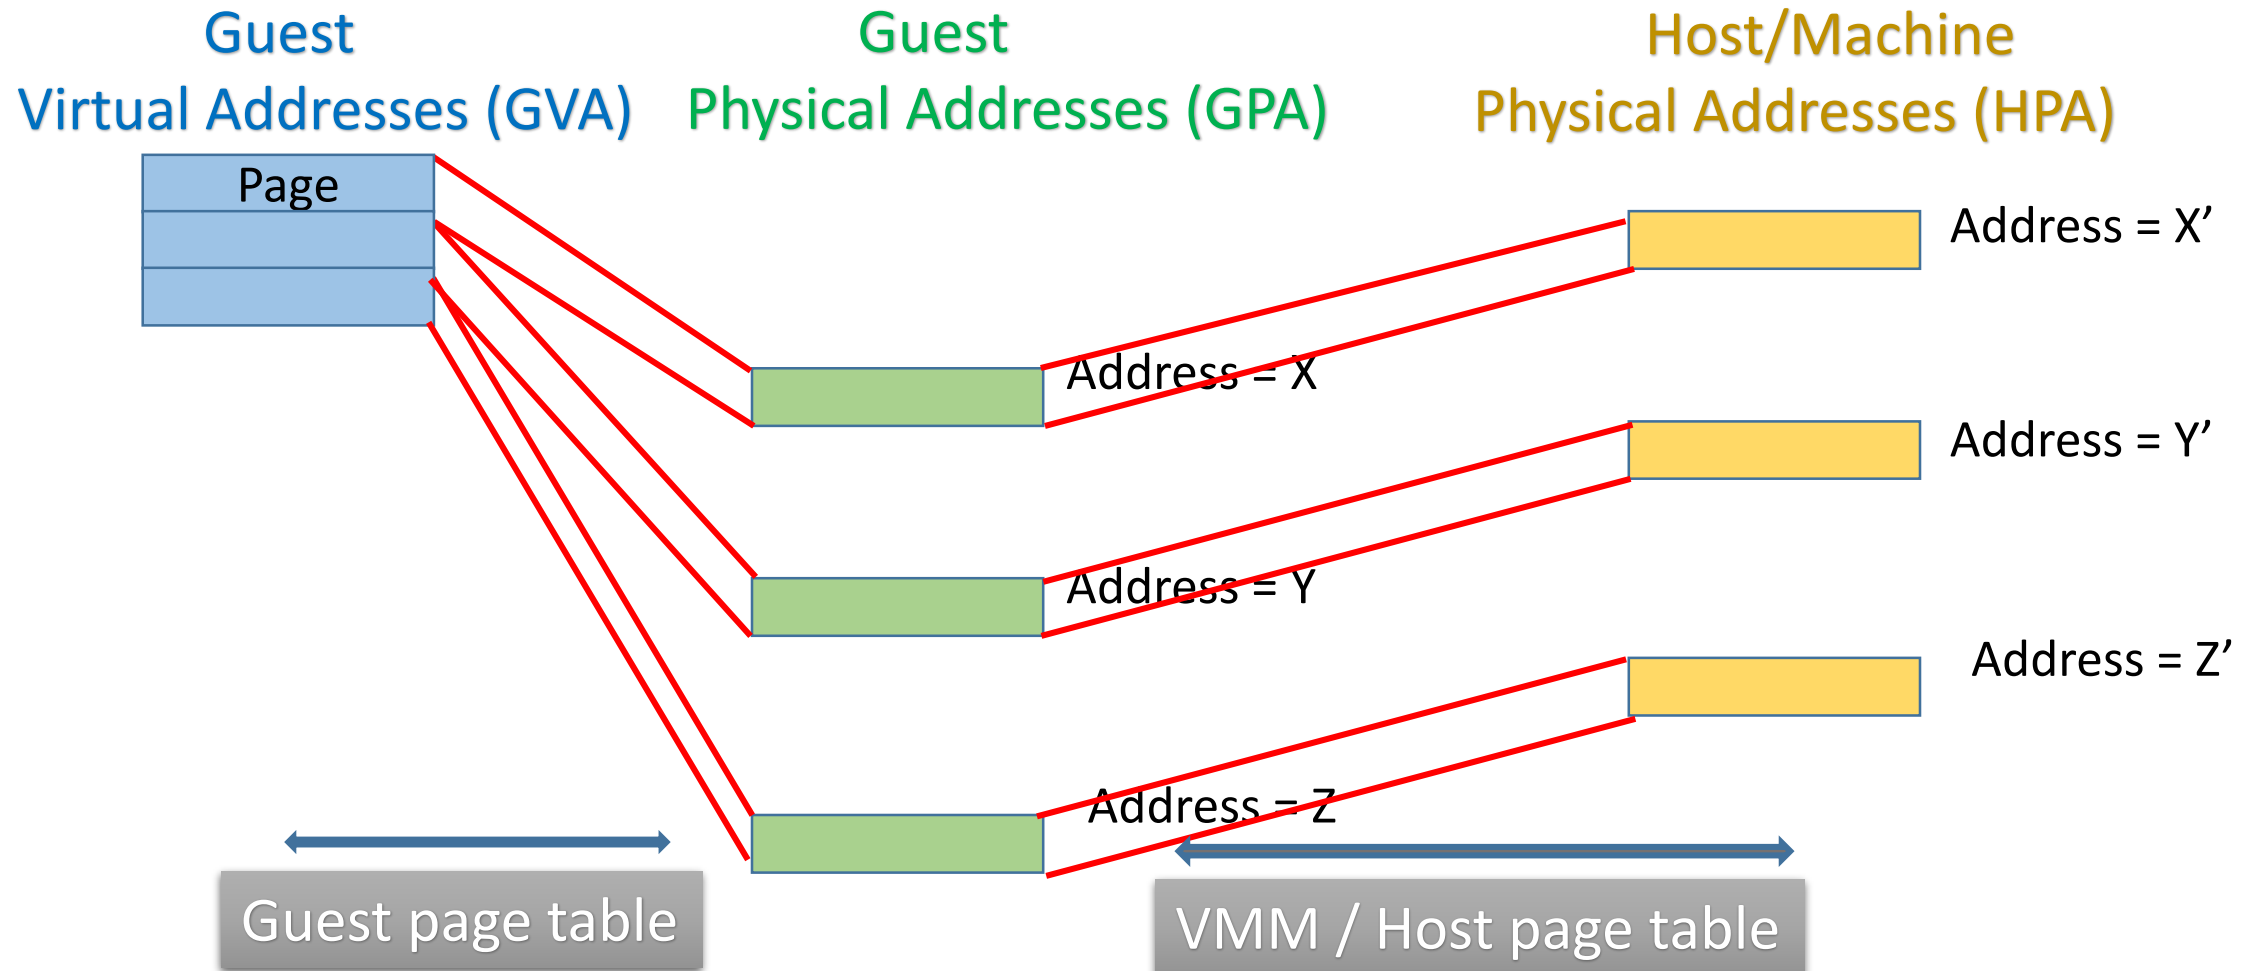 Guest
Virtual Addresses (GVA)
Guest
Physical Addresses (GPA)
Host/Machine
Physical Addresses (HPA)
Page
Address = X’
Address = X
Address = Y’
Address = Y
Address = Z’
Address = Z
Guest page table
VMM / Host page table